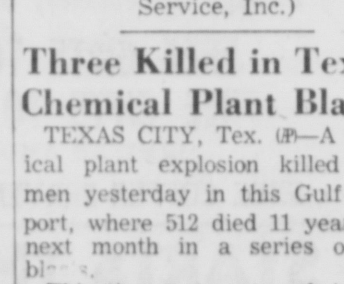 Service, Inc.)
Three Killed in Tex
Chemical Plant Bla
TEXAS CITY, Tex. (AP)—A
ical plant explosion killed
men yesterday in this Gulf
port, where 512 died 11 yea
next month in a series o